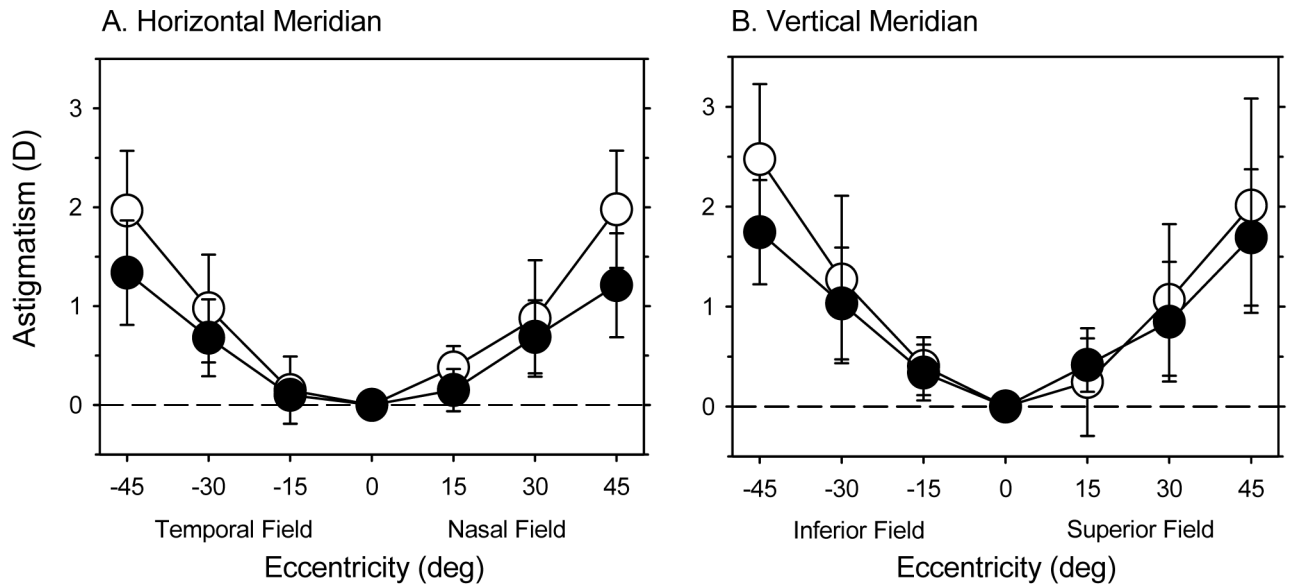 A. Horizontal Meridian
Astigmatism (D)
3
2
1
0
-45 -30 -15 0 15 30 45
Temporal Field Nasal Field
Eccentricity (deg)
B. Vertical Meridian
3
2
1
0
-45 -30 -15 0 15 30 45
Inferior Field Superior Field
Eccentricity (deg)